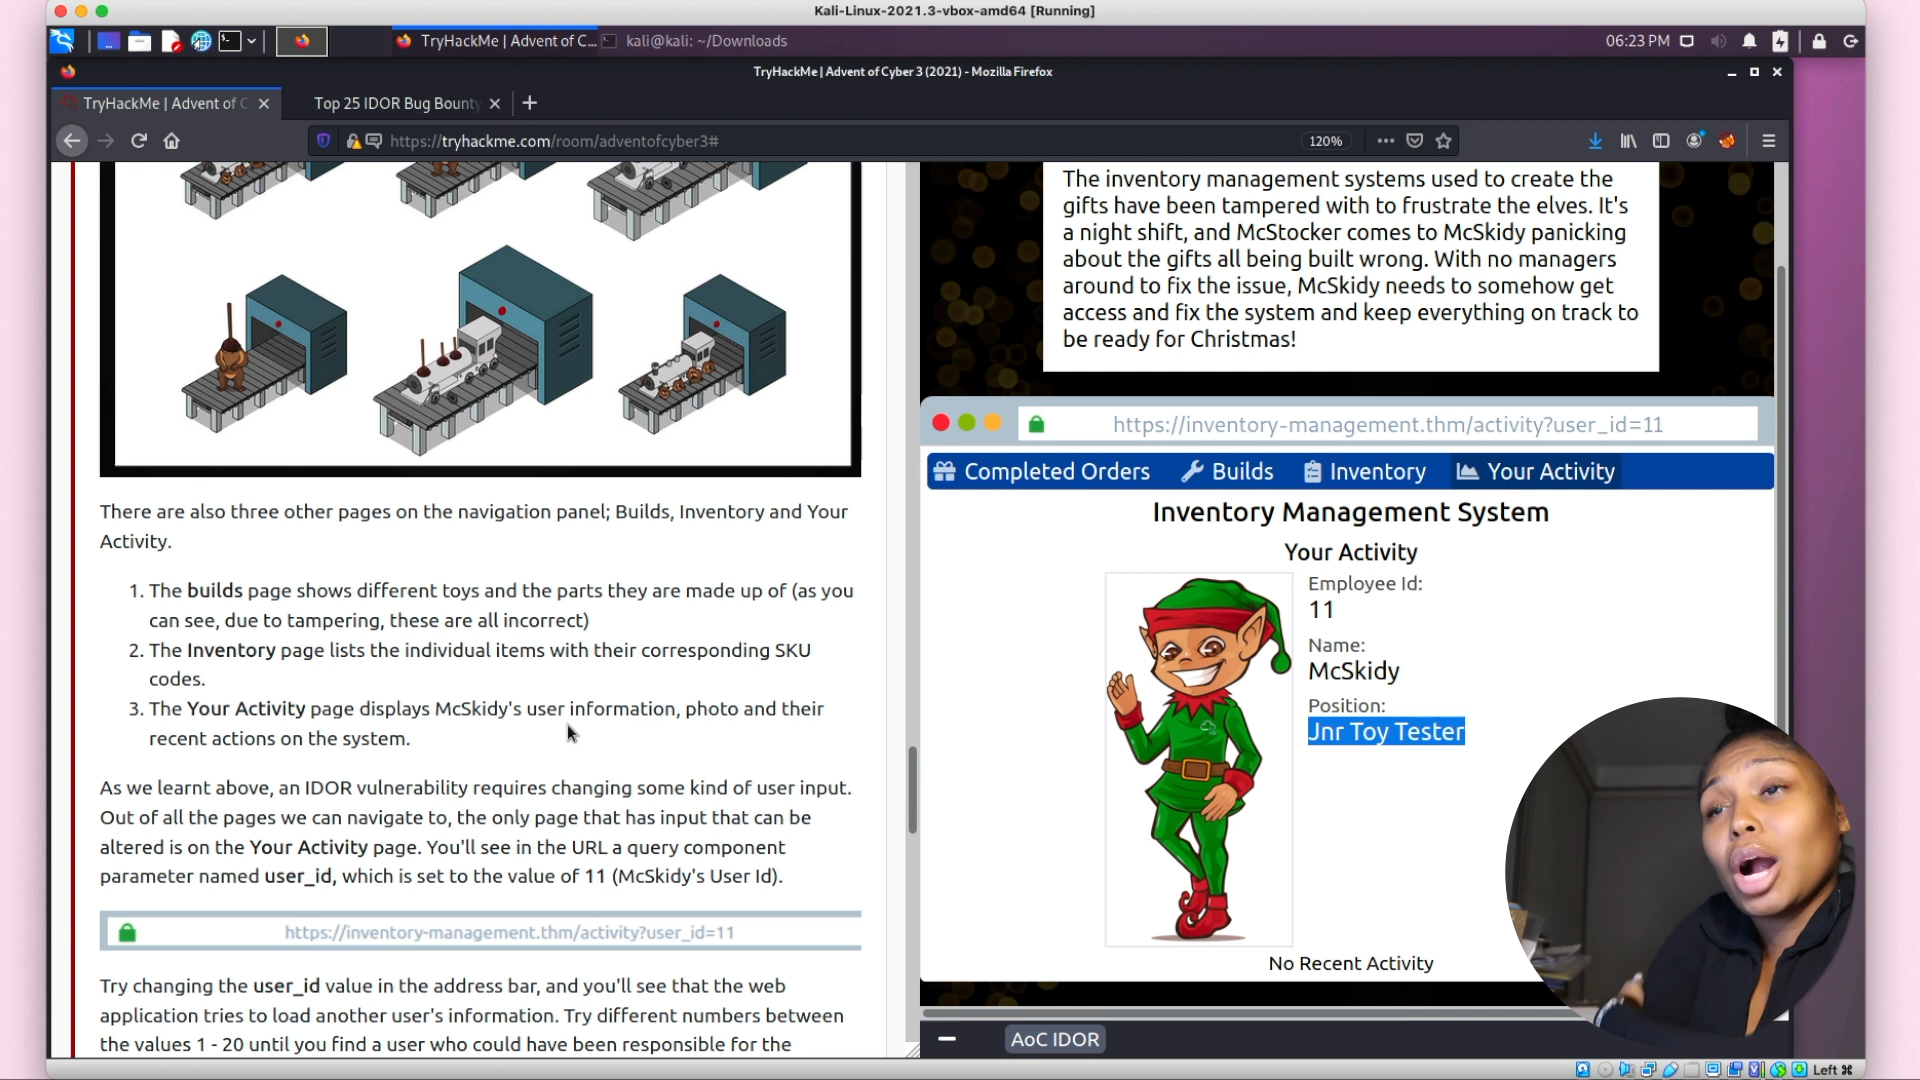 Kali-Linux-2021.3-vbox-amd64 [Running]
TryHackMe | Advent of C...
kali@kali: ~/Downloads
06:23 PM
TryHackMe | Advent of Cyber 3 (2021) - Mozilla Firefox
TryHackMe | Advent of C
Top 25 IDOR Bug Bounty
https://tryhackme.com/room/adventofcyber3#
120%
There are also three other pages on the navigation panel; Builds, Inventory and Your
Activity.
1. The builds page shows different toys and the parts they are made up of (as you
can see, due to tampering, these are all incorrect)
2. The Inventory page lists the individual items with their corresponding SKU
codes.
3. The Your Activity page displays McSkidy's user information, photo and their
recent actions on the system.
As we learnt above, an IDOR vulnerability requires changing some kind of user input.
Out of all the pages we can navigate to, the only page that has input that can be
altered is on the Your Activity page. You'll see in the URL a query component
parameter named user_id, which is set to the value of 11 (McSkidy's User Id).
https://inventory-management.thm/activity?user_id=11
Try changing the user_id value in the address bar, and you'll see that the web
application tries to load another user's information. Try different numbers between
the values 1 - 20 until you find a user who could have been responsible for the
The inventory management systems used to create the
gifts have been tampered with to frustrate the elves. It's
a night shift, and McStocker comes to McSkidy panicking
about the gifts all being built wrong. With no managers
around to fix the issue, McSkidy needs to somehow get
access and fix the system and keep everything on track to
be ready for Christmas!
https://inventory-management.thm/activity?user_id=11
Completed Orders
Builds
Inventory
Your Activity
Inventory Management System
Your Activity
Employee Id:
11
Name:
McSkidy
Position:
Jnr Toy Tester
No Recent Activity
AoC IDOR
Left ⌘